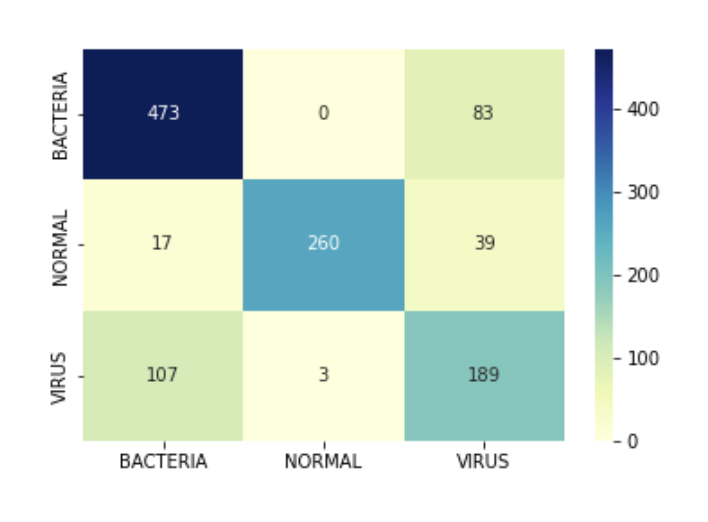 BACTERIA 473 0 83
NORMAL 17 260 39
VIRUS 107 3 189
BACTERIA NORMAL VIRUS
400
300
200
100
0